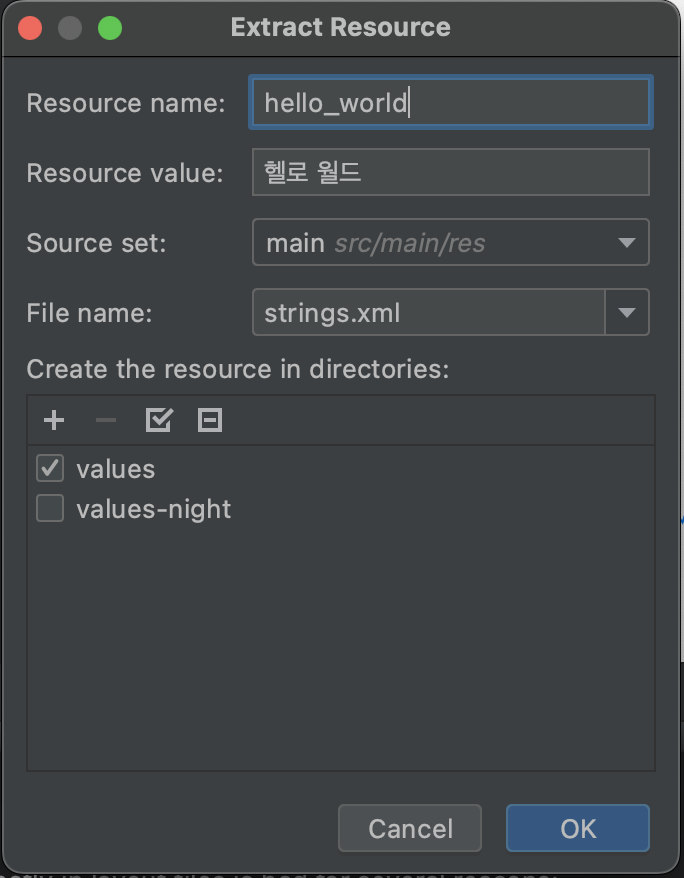 Extract Resource
Resource name: hello_world
Resource value: 헬로 월드
Source set: main src/main/res
File name: strings.xml
Create the resource in directories:
values
values-night
Cancel OK